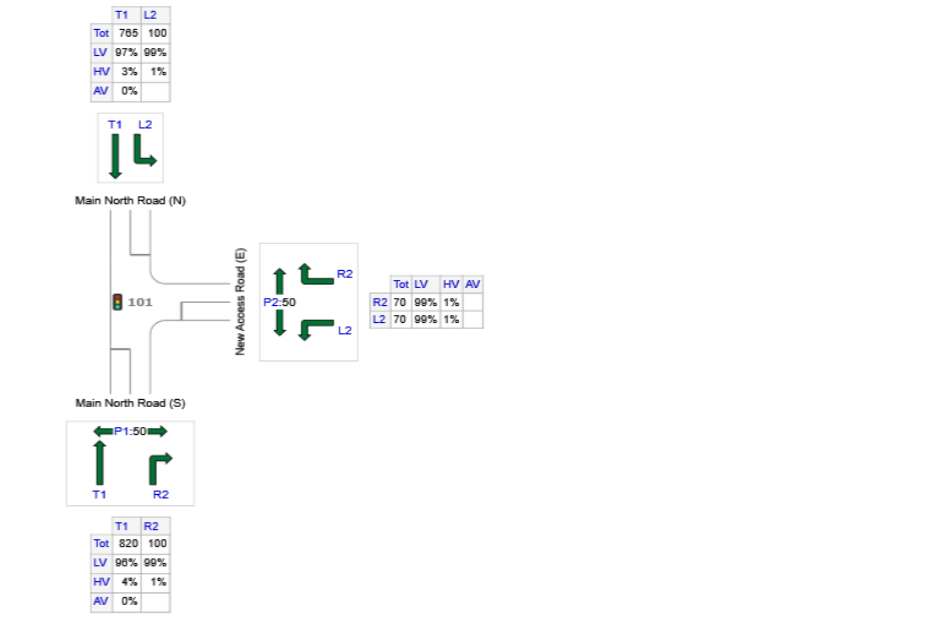 T1 L2
Tot 765 100
LV 97% 99%
HV 3% 1%
AV 0%
T1 L2
Main North Road (N)
101
New Access Road (E)
R2
P2:50
L2
Tot LV HV AV
R2 70 99% 1%
L2 70 99% 1%
Main North Road (S)
P1:50
T1 R2
T1 R2
Tot 820 100
LV 96% 99%
HV 4% 1%
AV 0%